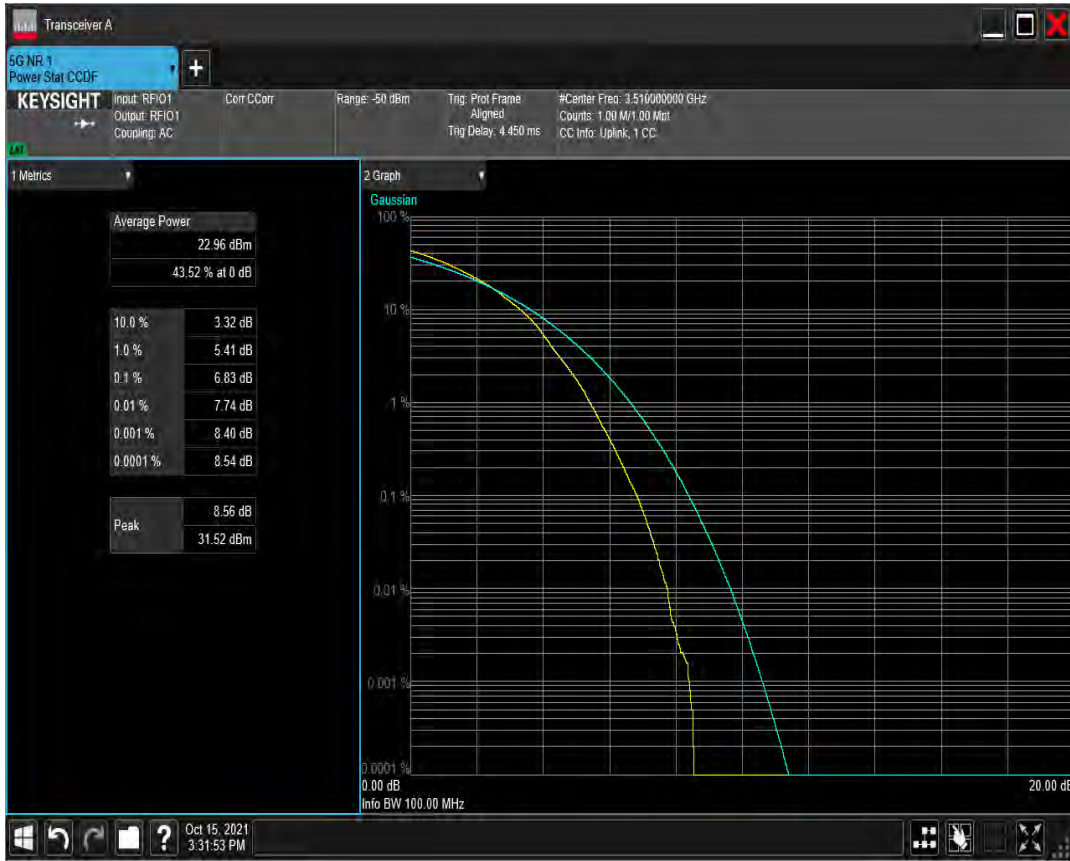 Transceiver A
5G NR 1
Power Stat CCDF
KEYSIGHT
Input: RFIO1
Output: RFIO1
Coupling: AC
Corr CCorr
Range: -50 dBm
Trig: Prot Frame
Aligned
Trig Delay: 4.450 ms
#Center Freq: 3.510000000 GHz
Counts: 1.00 M/1.00 Mpt
CC Info: Uplink, 1 CC
1 Metrics
Average Power
22.96 dBm
43.52 % at 0 dB
10.0 % 3.32 dB
1.0 % 5.41 dB
0.1 % 6.83 dB
0.01 % 7.74 dB
0.001 % 8.40 dB
0.0001 % 8.54 dB
Peak
8.56 dB
31.52 dBm
2 Graph
Gaussian
100 %
10 %
1 %
0.1 %
0.01 %
0.001 %
0.0001 %
0.00 dB
20.00 dB
Info BW 100.00 MHz
Oct 15, 2021
3:31:53 PM